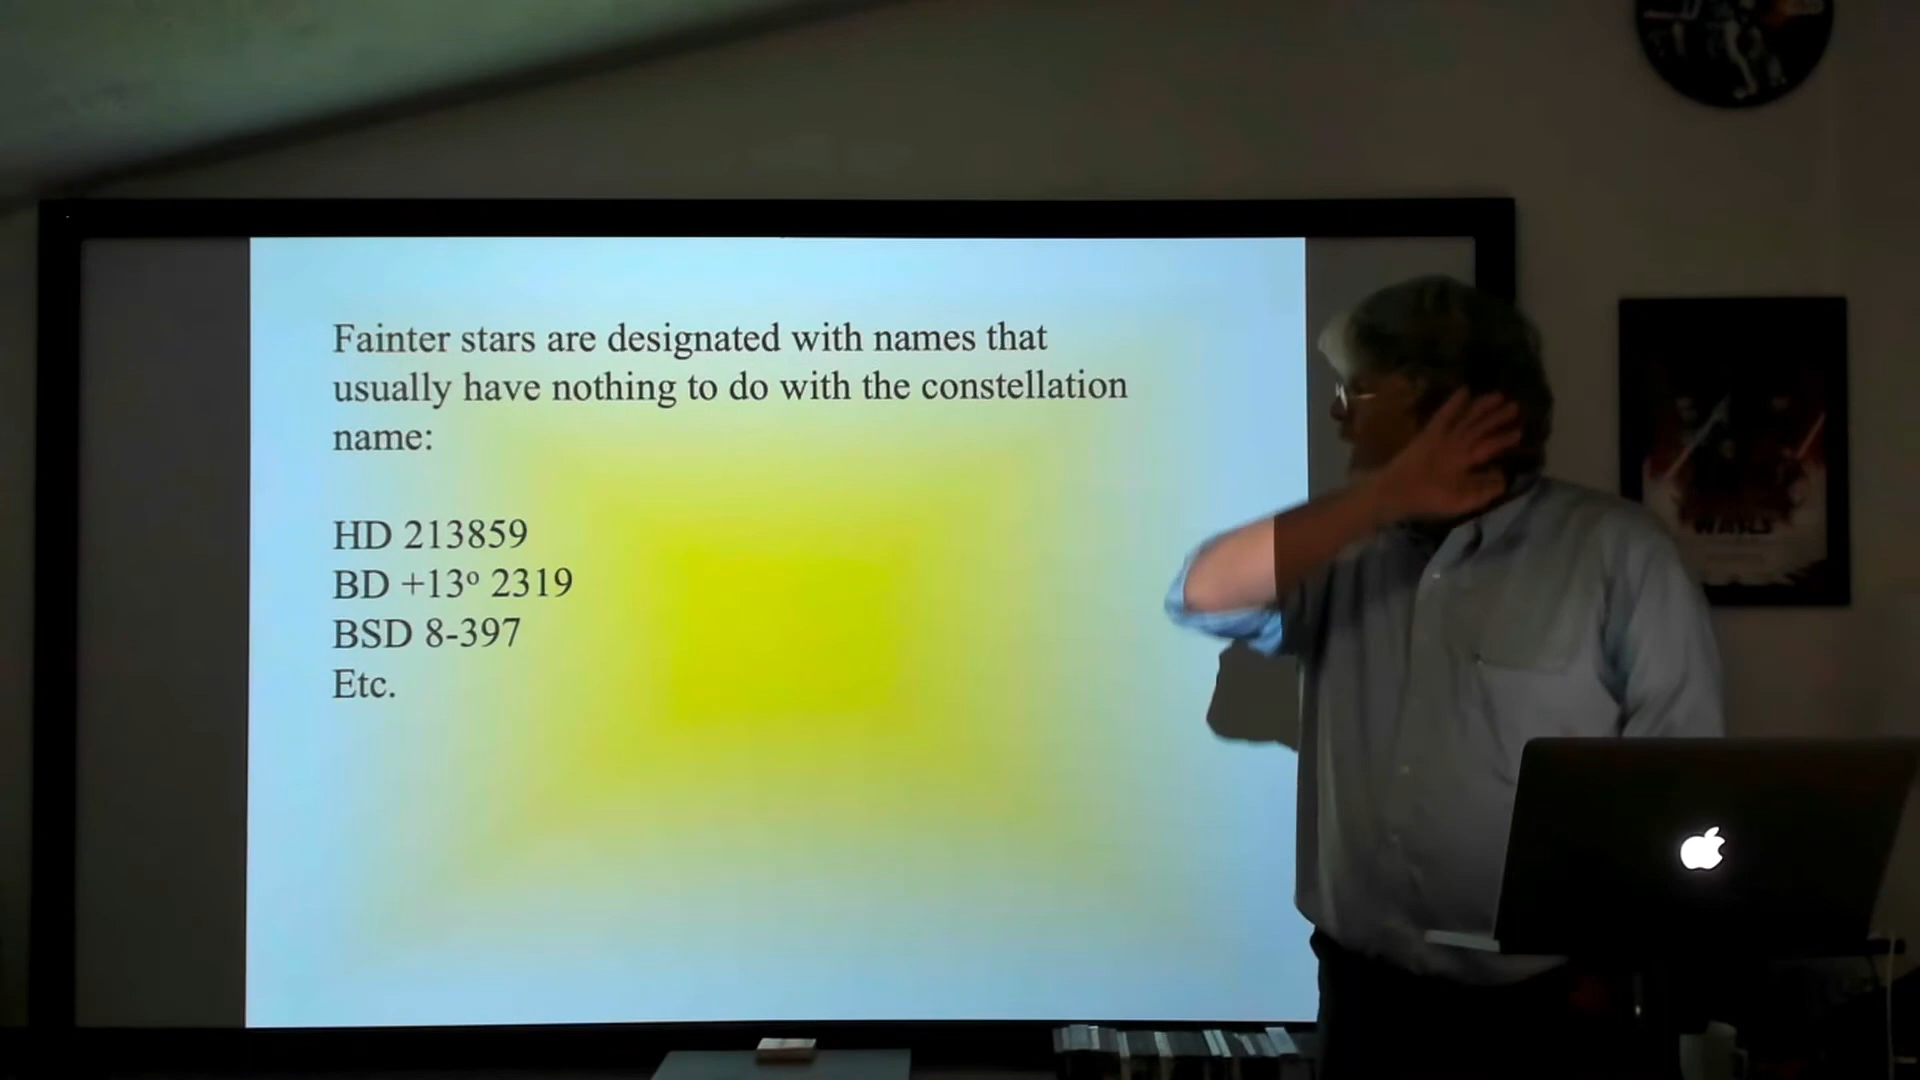 Fainter stars are designated with names that
usually have nothing to do with the constellation
name:
HD 213859
BD +13º 2319
BSD 8-397
Etc.
WARS